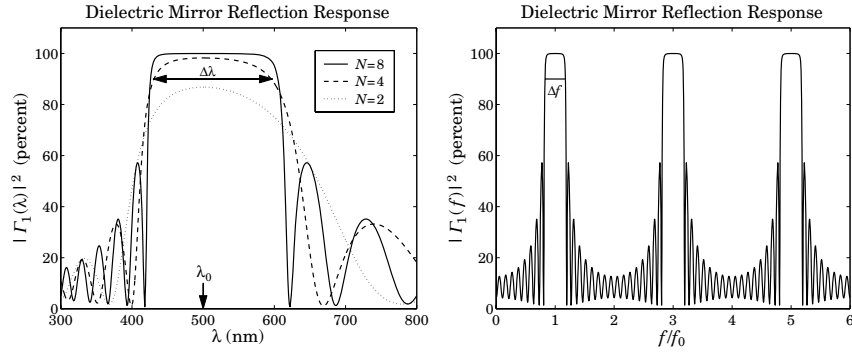 Dielectric Mirror Reflection Response
| Γ1(λ)| 2 (percent)
100
80
60
40
20
0
N=8
N=4
N=2
Δλ
λ0
300 400 500 600 700 800
λ (nm)
Dielectric Mirror Reflection Response
| Γ1(f)| 2 (percent)
100
80
60
40
20
0
Δf
0 1 2 3 4 5 6
f/f0